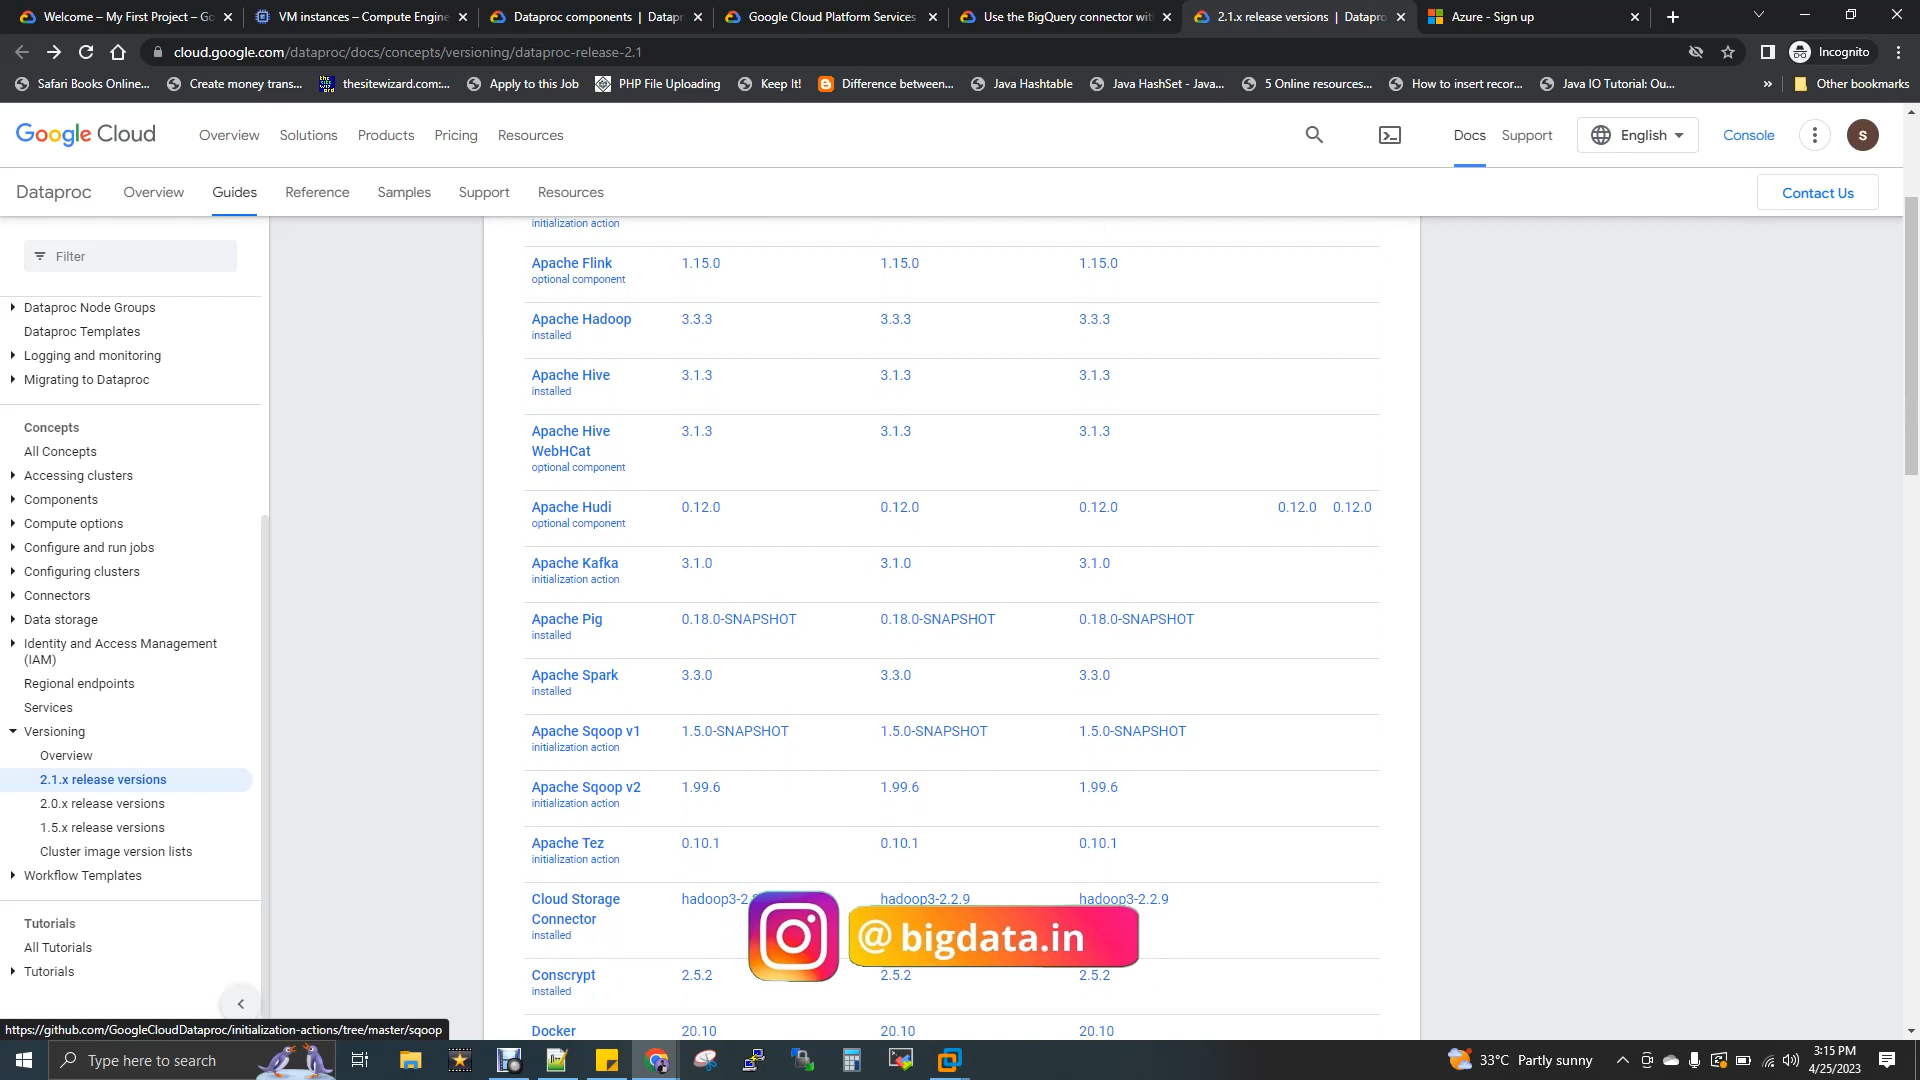 Welcome – My First Project – Go
VM instances – Compute Engine
Dataproc components | Datapr
Google Cloud Platform Services
Use the BigQuery connector wit
2.1.x release versions | Datapro
Azure - Sign up
cloud.google.com/dataproc/docs/concepts/versioning/dataproc-release-2.1
Incognito
Safari Books Online...
Create money trans...
thesitewizard.com:...
Apply to this Job
PHP File Uploading
Keep It!
Difference between...
Java Hashtable
Java HashSet - Java...
5 Online resources...
How to insert recor...
Java IO Tutorial: Ou...
»
Other bookmarks
Google Cloud
Overview
Solutions
Products
Pricing
Resources
Docs
Support
English
Console
S
Dataproc
Overview
Guides
Reference
Samples
Support
Resources
Contact Us
Filter
Dataproc Node Groups
Dataproc Templates
Logging and monitoring
Migrating to Dataproc
Concepts
All Concepts
Accessing clusters
Components
Compute options
Configure and run jobs
Configuring clusters
Connectors
Data storage
Identity and Access Management
(IAM)
Regional endpoints
Services
Versioning
Overview
2.1.x release versions
2.0.x release versions
1.5.x release versions
Cluster image version lists
Workflow Templates
Tutorials
All Tutorials
Tutorials
initialization action
Apache Flink 1.15.0 1.15.0 1.15.0
optional component
Apache Hadoop 3.3.3 3.3.3 3.3.3
installed
Apache Hive 3.1.3 3.1.3 3.1.3
installed
Apache Hive 3.1.3 3.1.3 3.1.3
WebHCat
optional component
Apache Hudi 0.12.0 0.12.0 0.12.0 0.12.0 0.12.0
optional component
Apache Kafka 3.1.0 3.1.0 3.1.0
initialization action
Apache Pig 0.18.0-SNAPSHOT 0.18.0-SNAPSHOT 0.18.0-SNAPSHOT
installed
Apache Spark 3.3.0 3.3.0 3.3.0
installed
Apache Sqoop v1 1.5.0-SNAPSHOT 1.5.0-SNAPSHOT 1.5.0-SNAPSHOT
initialization action
Apache Sqoop v2 1.99.6 1.99.6 1.99.6
initialization action
Apache Tez 0.10.1 0.10.1 0.10.1
initialization action
Cloud Storage hadoop3-2. hadoop3-2.2.9 hadoop3-2.2.9
Connector
installed
@ bigdata.in
Conscrypt 2.5.2 2.5.2 2.5.2
installed
Docker 20.10 20.10 20.10
https://github.com/GoogleCloudDataproc/initialization-actions/tree/master/sqoop
Type here to search
33°C Partly sunny
3:15 PM
4/25/2023